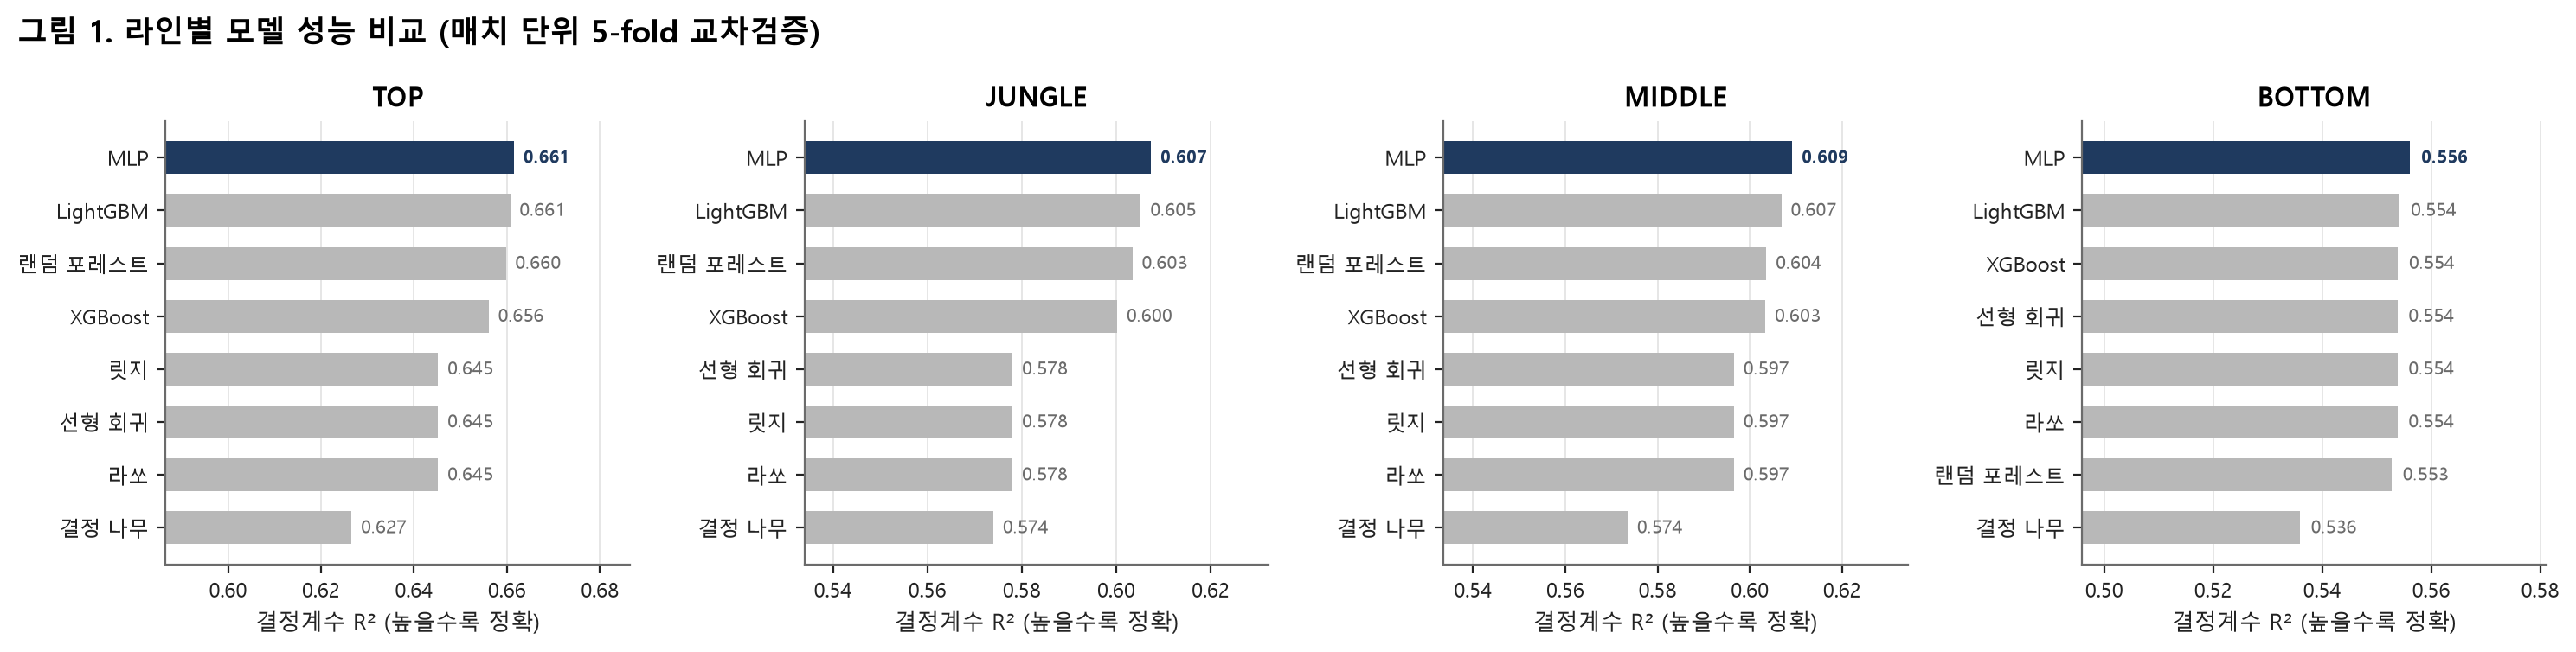 그림 1. 라인별 모델 성능 비교 (매치 단위 5-fold 교차검증)
TOP
MLP 0.661
LightGBM 0.661
랜덤 포레스트 0.660
XGBoost 0.656
릿지 0.645
선형 회귀 0.645
라쏘 0.645
결정 나무 0.627
0.60 0.62 0.64 0.66 0.68
결정계수 R² (높을수록 정확)
JUNGLE
MLP 0.607
LightGBM 0.605
랜덤 포레스트 0.603
XGBoost 0.600
선형 회귀 0.578
릿지 0.578
라쏘 0.578
결정 나무 0.574
0.54 0.56 0.58 0.60 0.62
결정계수 R² (높을수록 정확)
MIDDLE
MLP 0.609
LightGBM 0.607
랜덤 포레스트 0.604
XGBoost 0.603
선형 회귀 0.597
릿지 0.597
라쏘 0.597
결정 나무 0.574
0.54 0.56 0.58 0.60 0.62
결정계수 R² (높을수록 정확)
BOTTOM
MLP 0.556
LightGBM 0.554
XGBoost 0.554
선형 회귀 0.554
릿지 0.554
라쏘 0.554
랜덤 포레스트 0.553
결정 나무 0.536
0.50 0.52 0.54 0.56 0.58
결정계수 R² (높을수록 정확)